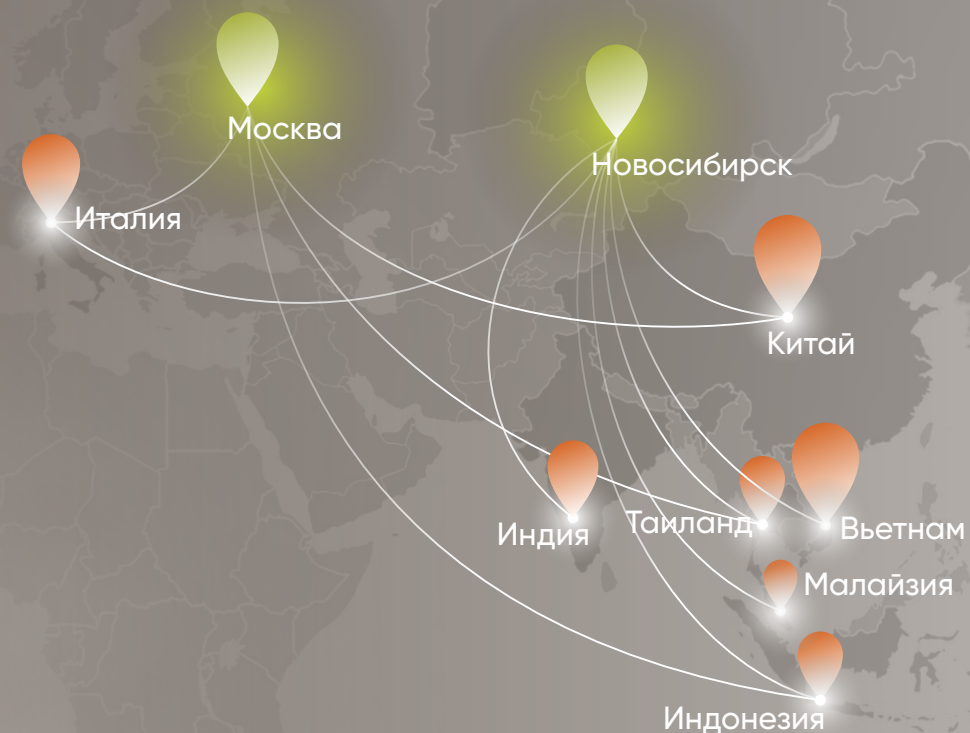 Москва
Новосибирск
Италия
Китай
Таиланд
Вьетнам
Индия
Малайзия
Индонезия